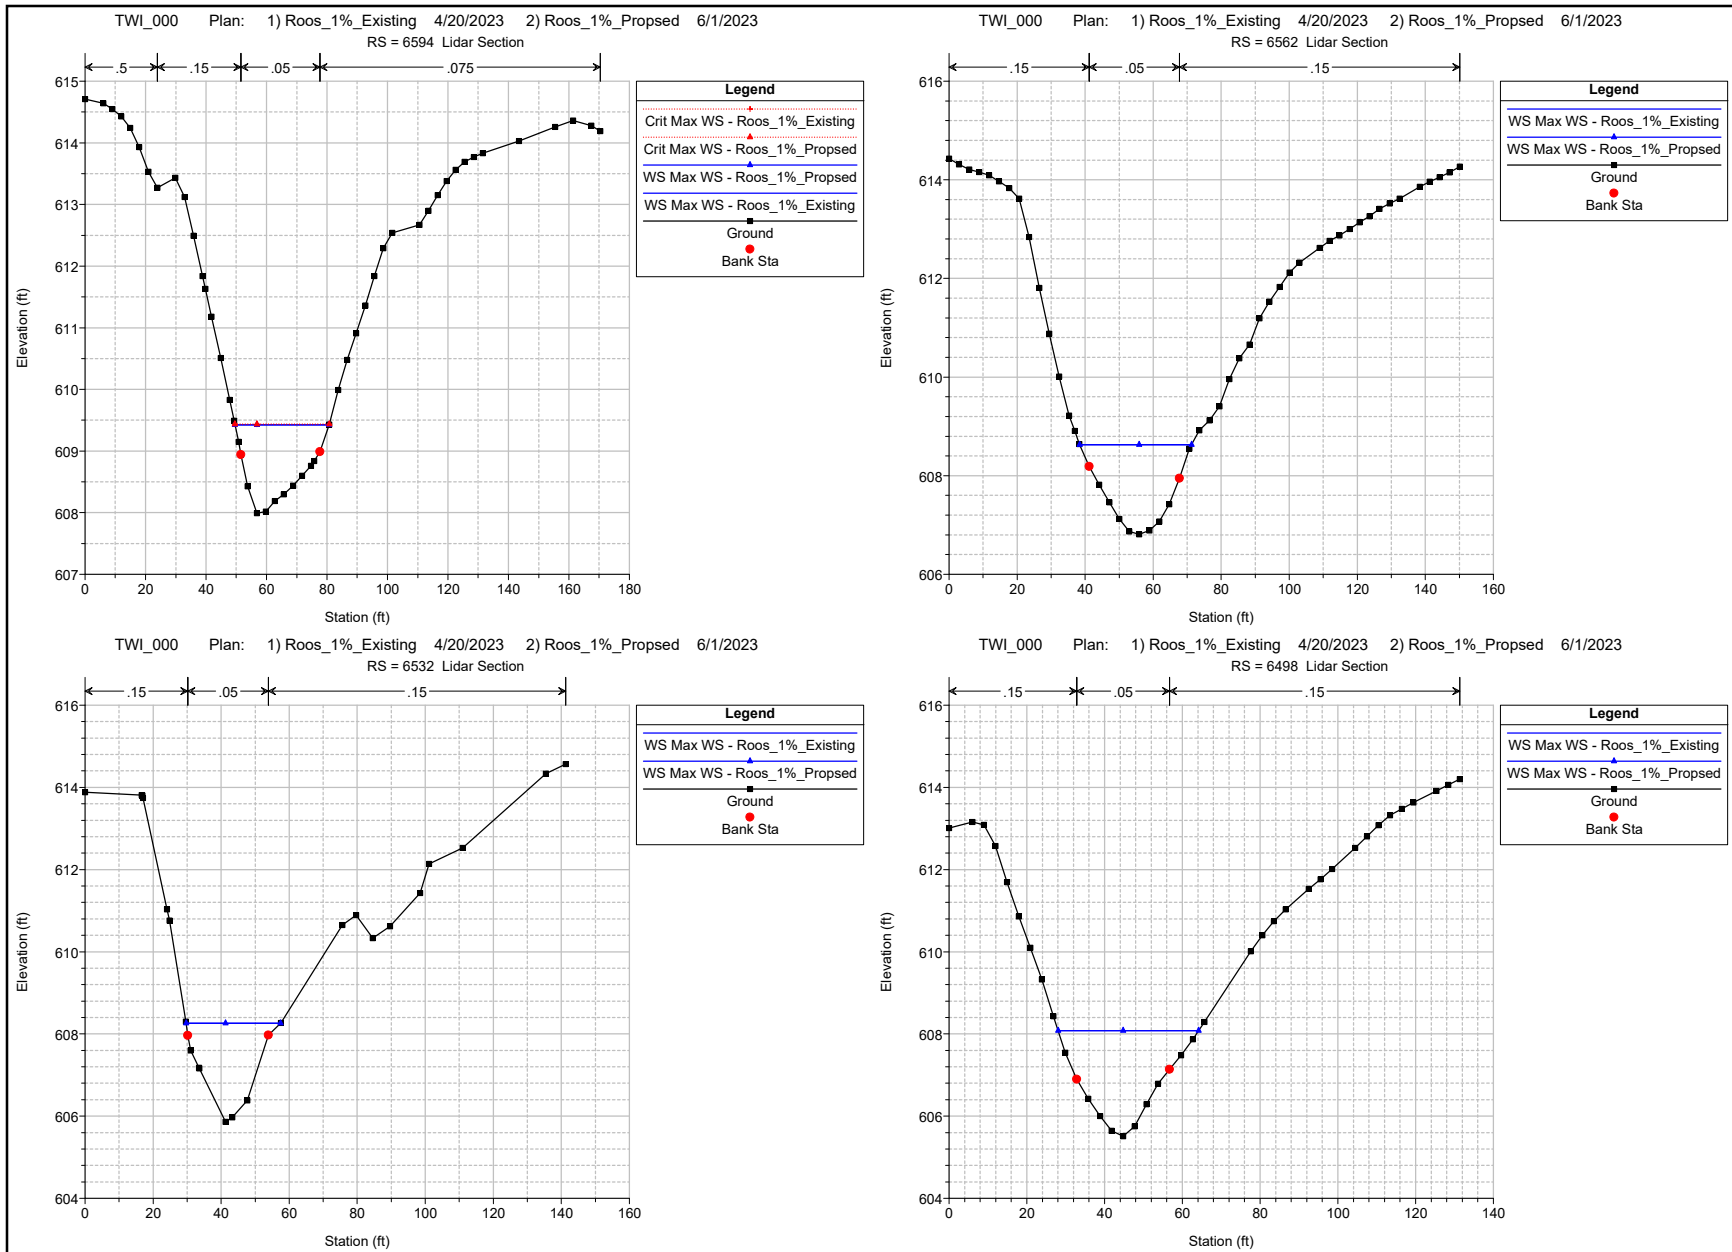 TWI_000 Plan: 1) Roos_1%_Existing 4/20/2023 2) Roos_1%_Propsed 6/1/2023
RS = 6594 Lidar Section
.5 .15 .05 .075
615
614
613
612
611
610
609
608
607
Elevation (ft)
0 20 40 60 80 100 120 140 160 180
Station (ft)
Legend
Crit Max WS - Roos_1%_Existing
Crit Max WS - Roos_1%_Propsed
WS Max WS - Roos_1%_Propsed
WS Max WS - Roos_1%_Existing
Ground
Bank Sta
TWI_000 Plan: 1) Roos_1%_Existing 4/20/2023 2) Roos_1%_Propsed 6/1/2023
RS = 6562 Lidar Section
.15 .05 .15
616
614
612
610
608
606
Elevation (ft)
0 20 40 60 80 100 120 140 160
Station (ft)
Legend
WS Max WS - Roos_1%_Existing
WS Max WS - Roos_1%_Propsed
Ground
Bank Sta
TWI_000 Plan: 1) Roos_1%_Existing 4/20/2023 2) Roos_1%_Propsed 6/1/2023
RS = 6532 Lidar Section
.15 .05 .15
616
614
612
610
608
606
604
Elevation (ft)
0 20 40 60 80 100 120 140 160
Station (ft)
Legend
WS Max WS - Roos_1%_Existing
WS Max WS - Roos_1%_Propsed
Ground
Bank Sta
TWI_000 Plan: 1) Roos_1%_Existing 4/20/2023 2) Roos_1%_Propsed 6/1/2023
RS = 6498 Lidar Section
.15 .05 .15
616
614
612
610
608
606
604
Elevation (ft)
0 20 40 60 80 100 120 140
Station (ft)
Legend
WS Max WS - Roos_1%_Existing
WS Max WS - Roos_1%_Propsed
Ground
Bank Sta